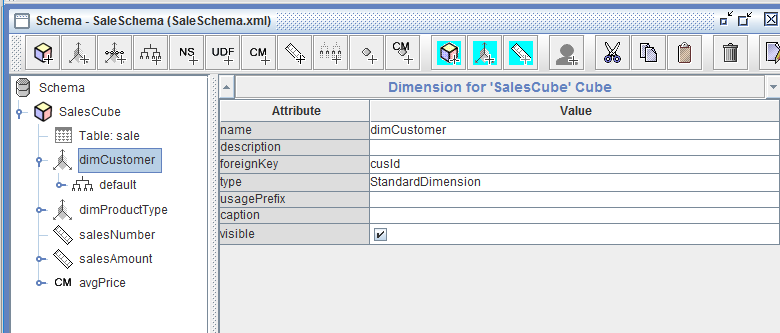 Schema - SaleSchema (SaleSchema.xml)
NS UDF CM CM
Schema
SalesCube
Table: sale
dimCustomer
default
dimProductType
salesNumber
salesAmount
CM avgPrice
Dimension for 'SalesCube' Cube
Attribute Value
name dimCustomer
description
foreignKey cusId
type StandardDimension
usagePrefix
caption
visible